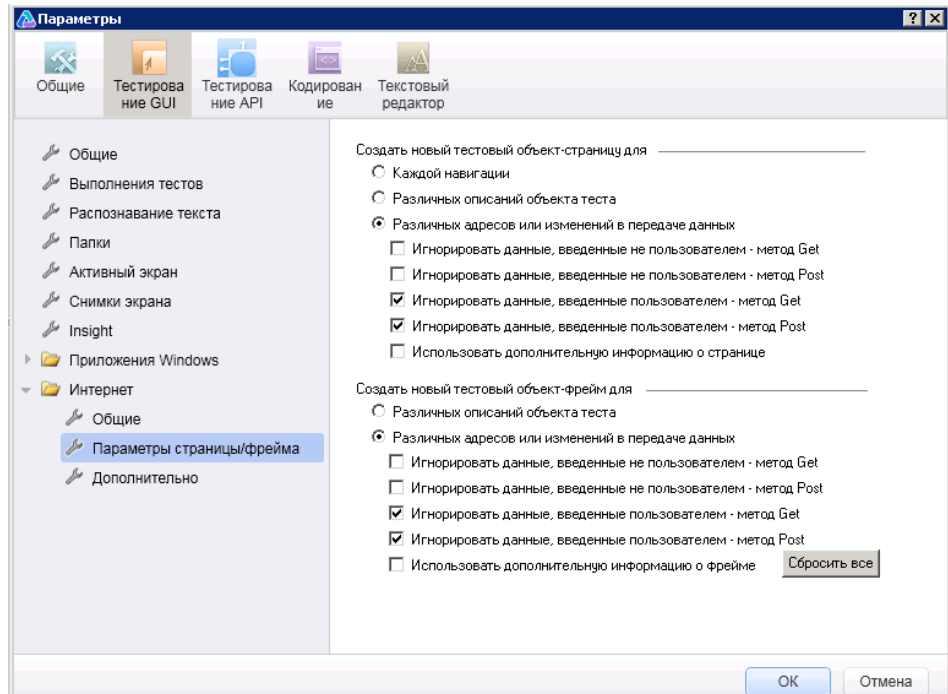 Параметры
Общие
Тестирова
ние GUI
Тестирова
ние API
Кодирован
ие
Текстовый
редактор
Общие
Выполнения тестов
Распознавание текста
Папки
Активный экран
Снимки экрана
Insight
Приложения Windows
Интернет
Общие
Параметры страницы/фрейма
Дополнительно
Создать новый тестовый объект-страницу для
Каждой навигации
Различных описаний объекта теста
Различных адресов или изменений в передаче данных
Игнорировать данные, введенные не пользователем - метод Get
Игнорировать данные, введенные не пользователем - метод Post
Игнорировать данные, введенные пользователем - метод Get
Игнорировать данные, введенные пользователем - метод Post
Использовать дополнительную информацию о странице
Создать новый тестовый объект-фрейм для
Различных описаний объекта теста
Различных адресов или изменений в передаче данных
Игнорировать данные, введенные не пользователем - метод Get
Игнорировать данные, введенные не пользователем - метод Post
Игнорировать данные, введенные пользователем - метод Get
Игнорировать данные, введенные пользователем - метод Post
Использовать дополнительную информацию о фрейме
Сбросить все
ОК
Отмена